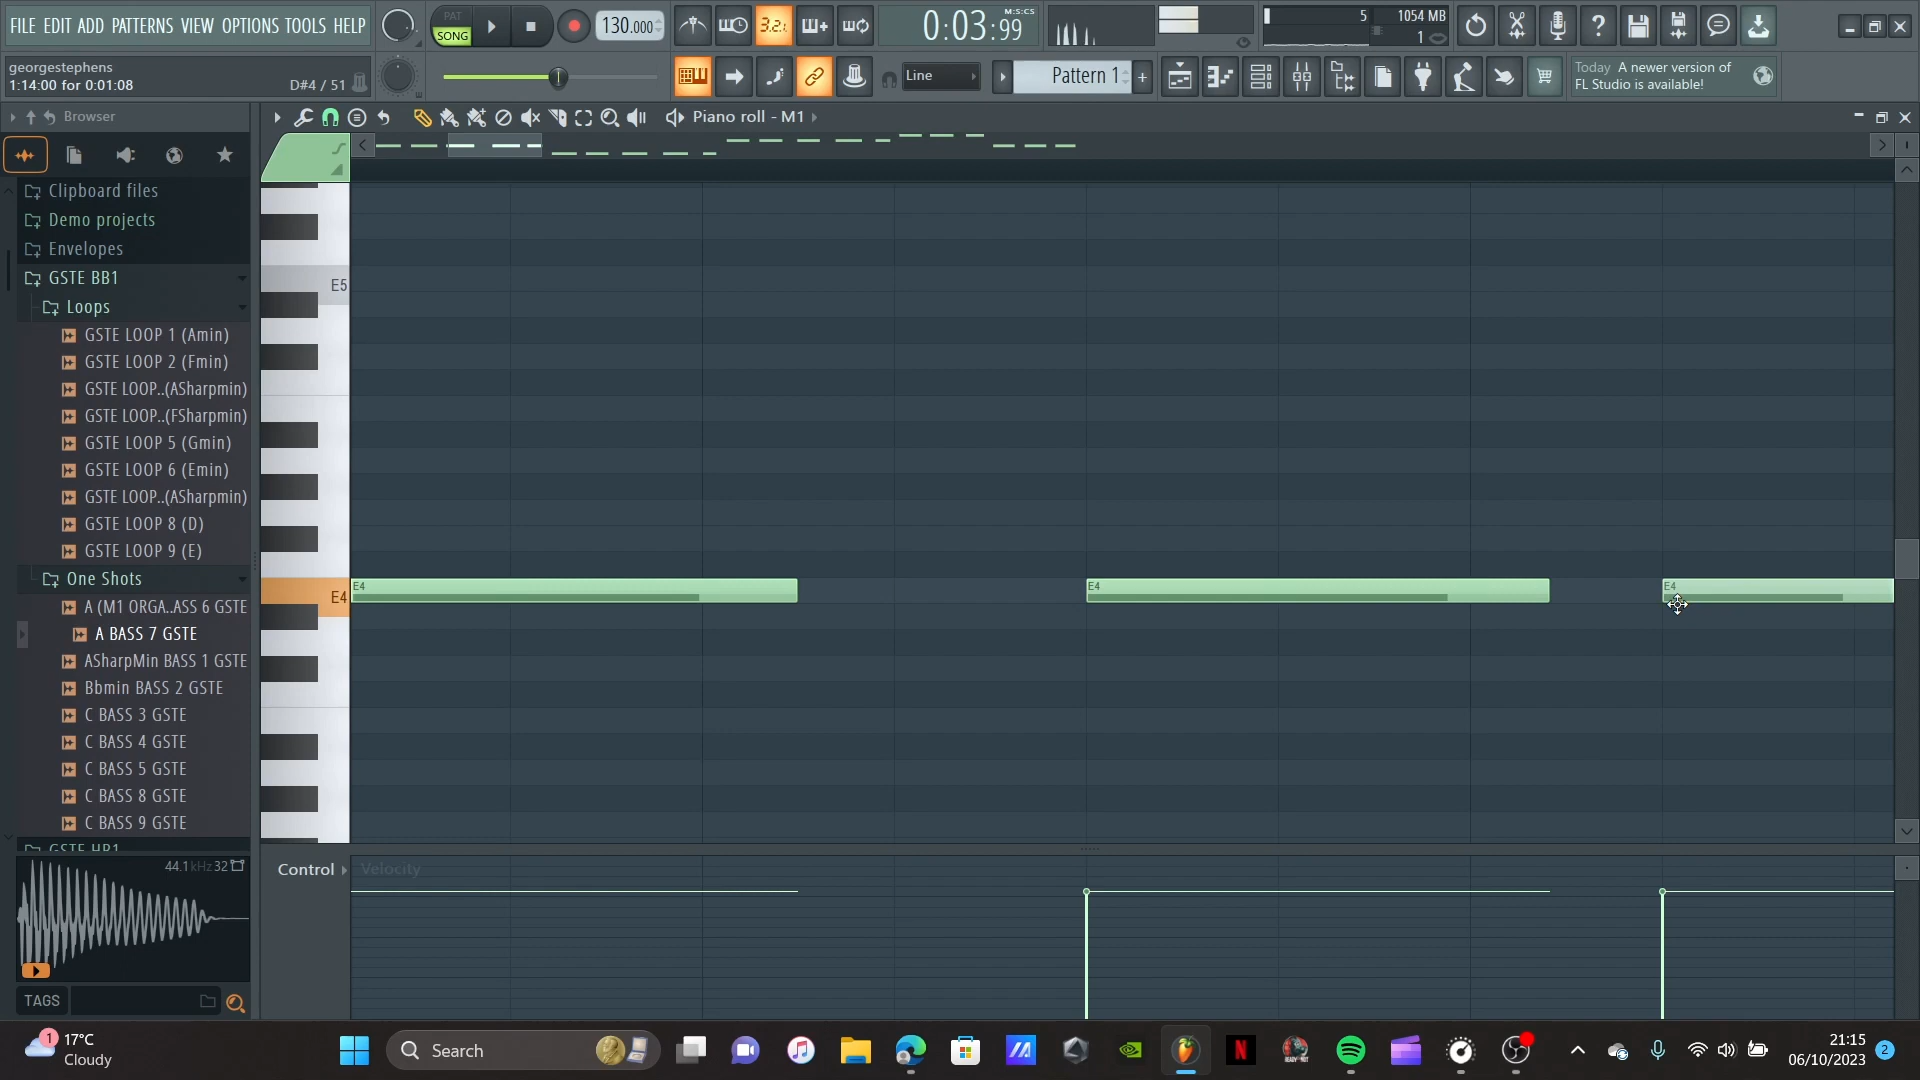 FILE EDIT ADD PATTERNS VIEW OPTIONS TOOLS HELP
PAT
SONG
130.000
3.2.1
0:03:99
M:S:CS
5
1054 MB
1
georgestephens
1:14:00 for 0:01:08
D#4 / 51
Line
Pattern 1
+
Today A newer version of
FL Studio is available!
Browser
Piano roll - M1
Clipboard files
Demo projects
Envelopes
GSTE BB1
Loops
GSTE LOOP 1 (Amin)
GSTE LOOP 2 (Fmin)
GSTE LOOP..(ASharpmin)
GSTE LOOP..(FSharpmin)
GSTE LOOP 5 (Gmin)
GSTE LOOP 6 (Emin)
GSTE LOOP..(ASharpmin)
GSTE LOOP 8 (D)
GSTE LOOP 9 (E)
One Shots
A (M1 ORGA..ASS 6 GSTE
A BASS 7 GSTE
ASharpMin BASS 1 GSTE
Bbmin BASS 2 GSTE
C BASS 3 GSTE
C BASS 4 GSTE
C BASS 5 GSTE
C BASS 8 GSTE
C BASS 9 GSTE
GSTE HB1
E5
E4
E4
E4
E4
44.1kHz 32
TAGS
Control
Velocity
1
17°C
Cloudy
Search
21:15
06/10/2023
2